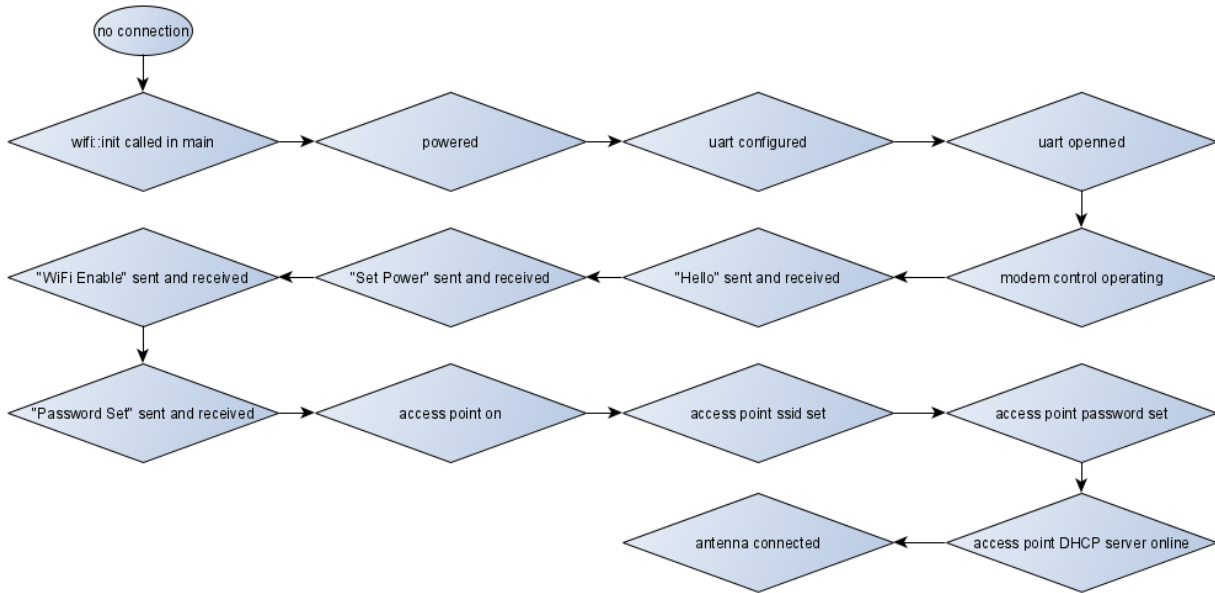 no connection
wifi::init called in main
powered
uart configured
uart openned
modem control operating
"Hello" sent and received
"Set Power" sent and received
"WiFi Enable" sent and received
"Password Set" sent and received
access point on
access point ssid set
access point password set
access point DHCP server online
antenna connected